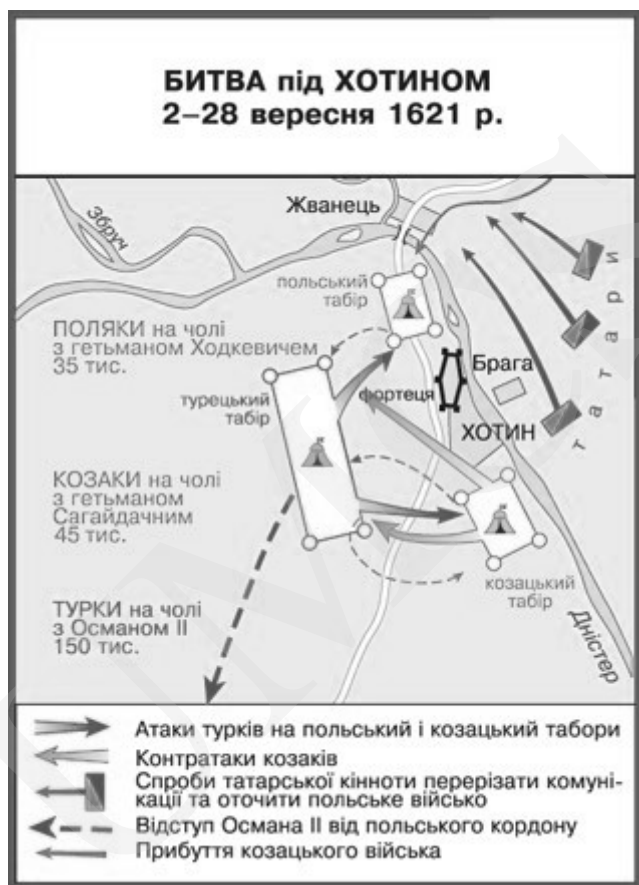 БИТВА під ХОТИНОМ
2–28 вересня 1621 р.
Збруч
Жванець
польський
табір
татари
ПОЛЯКИ на чолі
з гетьманом Ходкевичем
35 тис.
турецький
табір
фортеця
Брага
ХОТИН
КОЗАКИ на чолі
з гетьманом
Сагайдачним
45 тис.
козацький
табір
Дністер
ТУРКИ на чолі
з Османом II
150 тис.
Атаки турків на польський і козацький табори
Контратаки козаків
Спроби татарської кінноти перерізати комуні-
кації та оточити польське військо
Відступ Османа II від польського кордону
Прибуття козацького війська